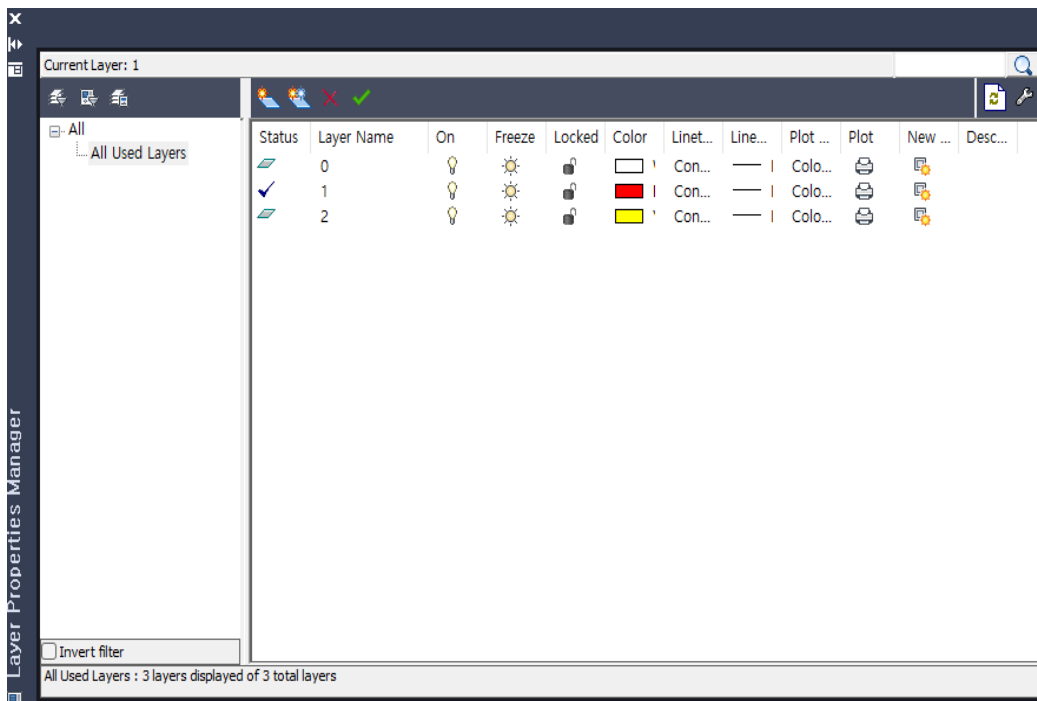 Current Layer: 1
All
All Used Layers
Status Layer Name On Freeze Locked Color Linet... Line... Plot ... Plot New ... Desc...
0 Con... Colo...
1 Con... Colo...
2 Con... Colo...
Invert filter
All Used Layers : 3 layers displayed of 3 total layers
Layer Properties Manager